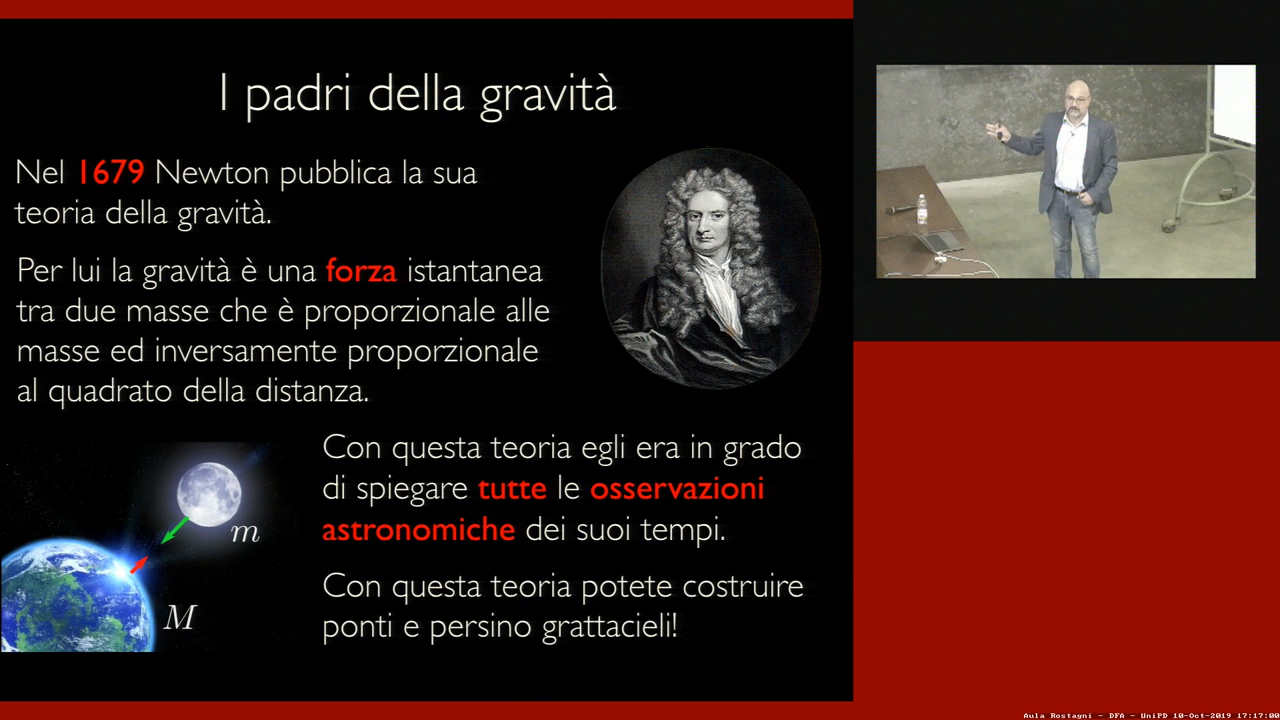 I padri della gravità
Nel 1679 Newton pubblica la sua
teoria della gravità.
Per lui la gravità è una forza istantanea
tra due masse che è proporzionale alle
masse ed inversamente proporzionale
al quadrato della distanza.
Con questa teoria egli era in grado
di spiegare tutte le osservazioni
astronomiche dei suoi tempi.
Con questa teoria potete costruire
ponti e persino grattacieli!
m
M
Aula Rostagni - DFA - UniPD 10-Oct-2019 17:17:00